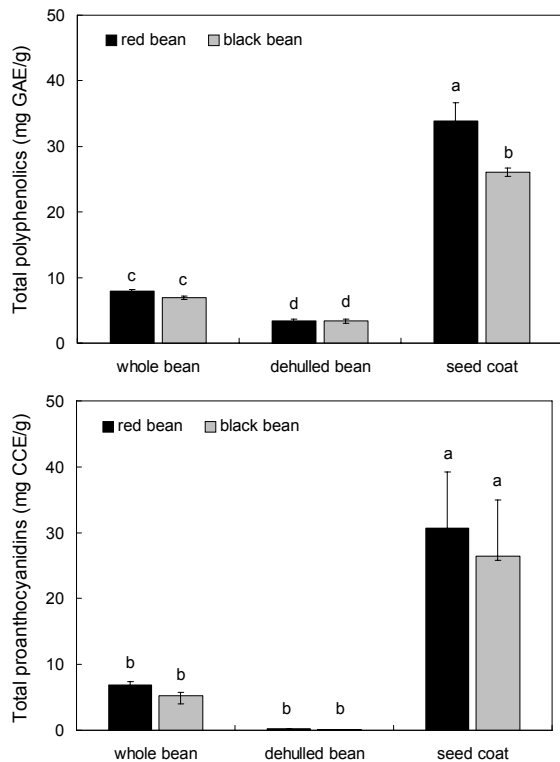 Total polyphenolics (mg GAE/g)
50
40
30
20
10
0
red bean
black bean
a
b
c
c
d
d
whole bean
dehulled bean
seed coat
Total proanthocyanidins (mg CCE/g)
50
40
30
20
10
0
red bean
black bean
a
a
b
b
b
b
whole bean
dehulled bean
seed coat